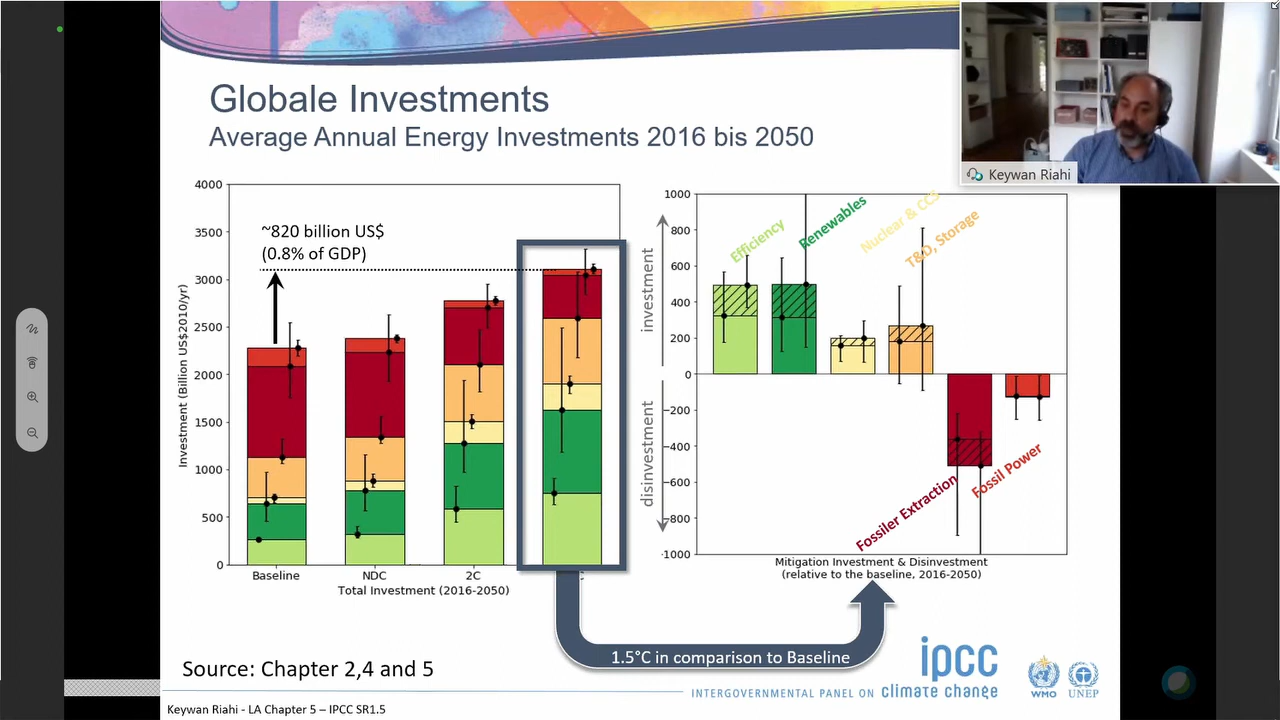 Globale Investments
Average Annual Energy Investments 2016 bis 2050
Keywan Riahi
4000
3500
3000
2500
2000
1500
1000
500
0
Investment (Billion US$2010/yr)
~820 billion US$
(0.8% of GDP)
Baseline
NDC
2C
C
Total Investment (2016-2050)
1000
800
600
400
200
0
−200
−400
−600
−800
-1000
investment
disinvestment
Efficiency
Renewables
Nuclear & CCS
T&D, Storage
Fossiler Extraction
Fossil Power
Mitigation Investment & Disinvestment
(relative to the baseline, 2016-2050)
1.5°C in comparison to Baseline
Source: Chapter 2,4 and 5
ipcc
INTERGOVERNMENTAL PANEL ON climate change
WMO
UNEP
Keywan Riahi - LA Chapter 5 – IPCC SR1.5